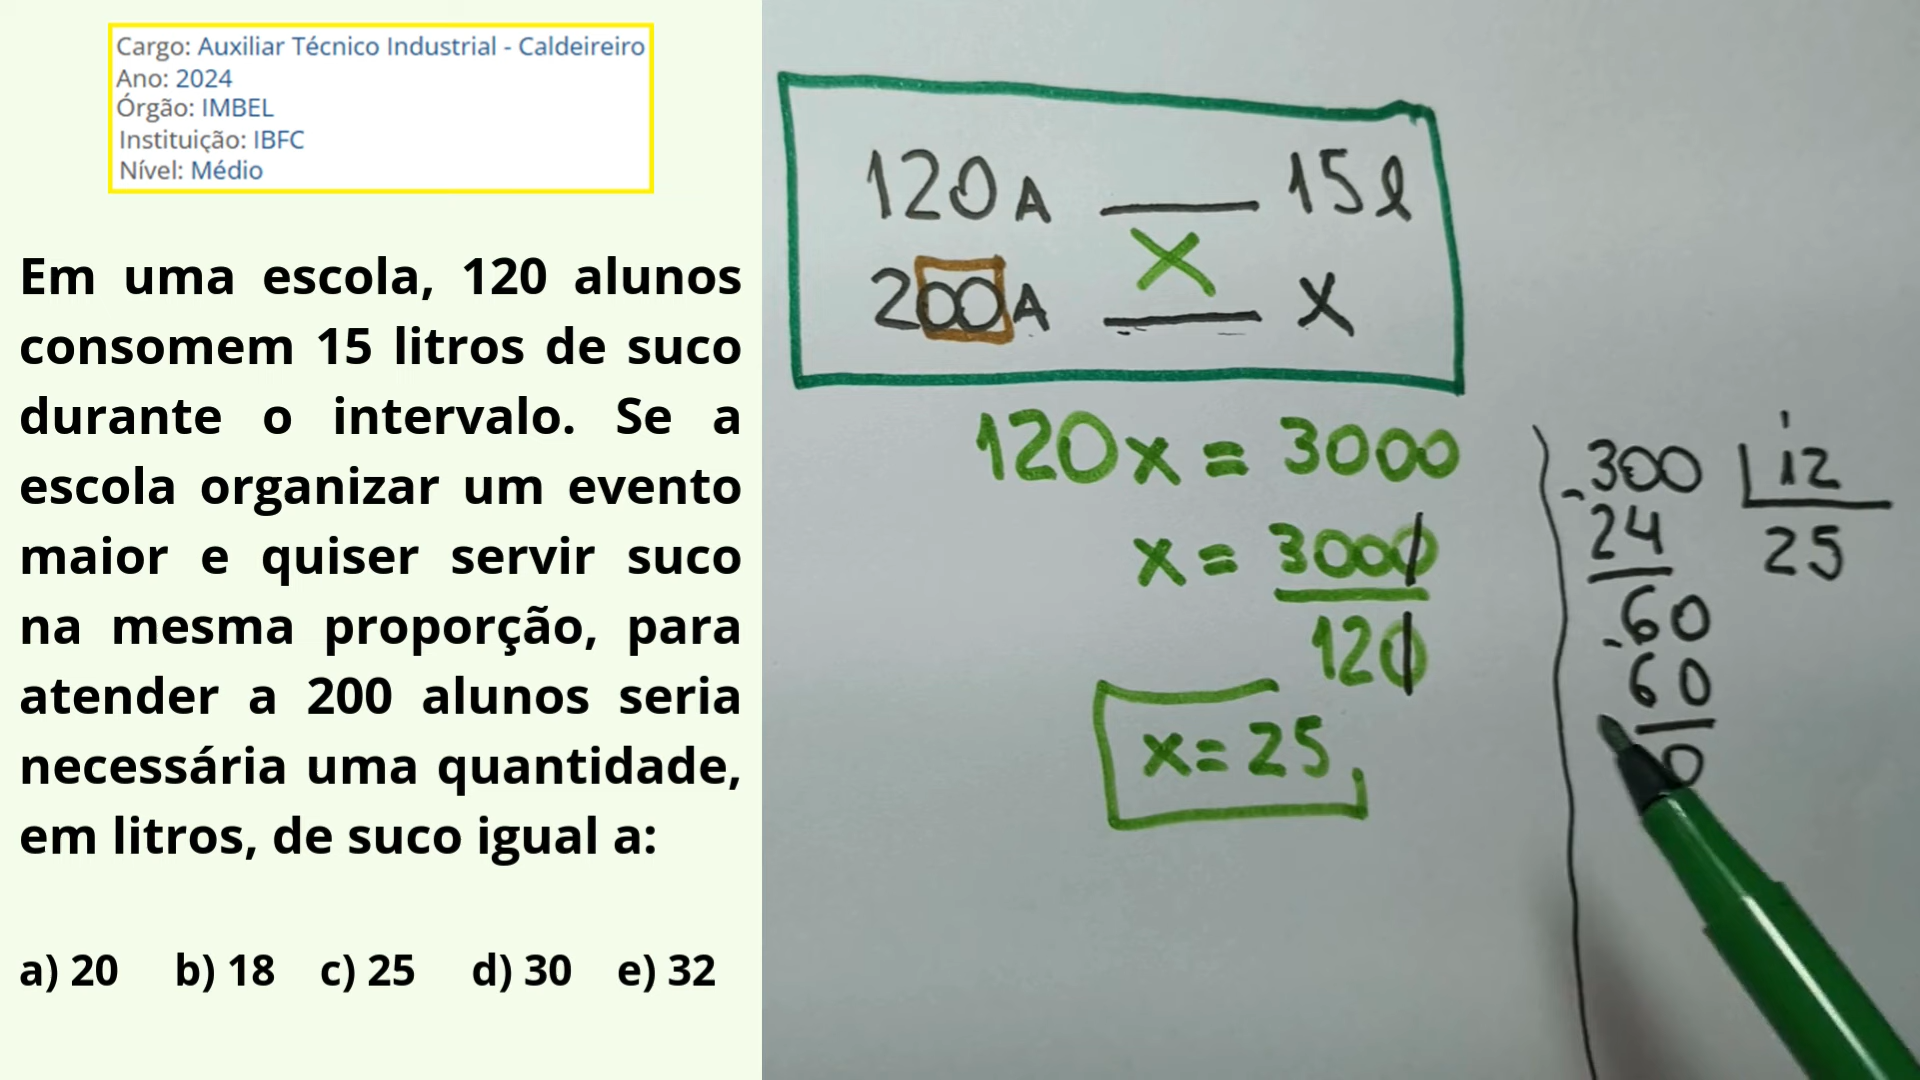 Cargo: Auxiliar Técnico Industrial - Caldeireiro
Ano: 2024
Órgão: IMBEL
Instituição: IBFC
Nível: Médio
Em uma escola, 120 alunos
consomem 15 litros de suco
durante o intervalo. Se a
escola organizar um evento
maior e quiser servir suco
na mesma proporção, para
atender a 200 alunos seria
necessária uma quantidade,
em litros, de suco igual a:
a) 20 b) 18 c) 25 d) 30 e) 32
120 A 15 l
X
200 A X
120x = 3000
x = 3000
120
x = 25
300 12
- 24 25
60
- 60
0